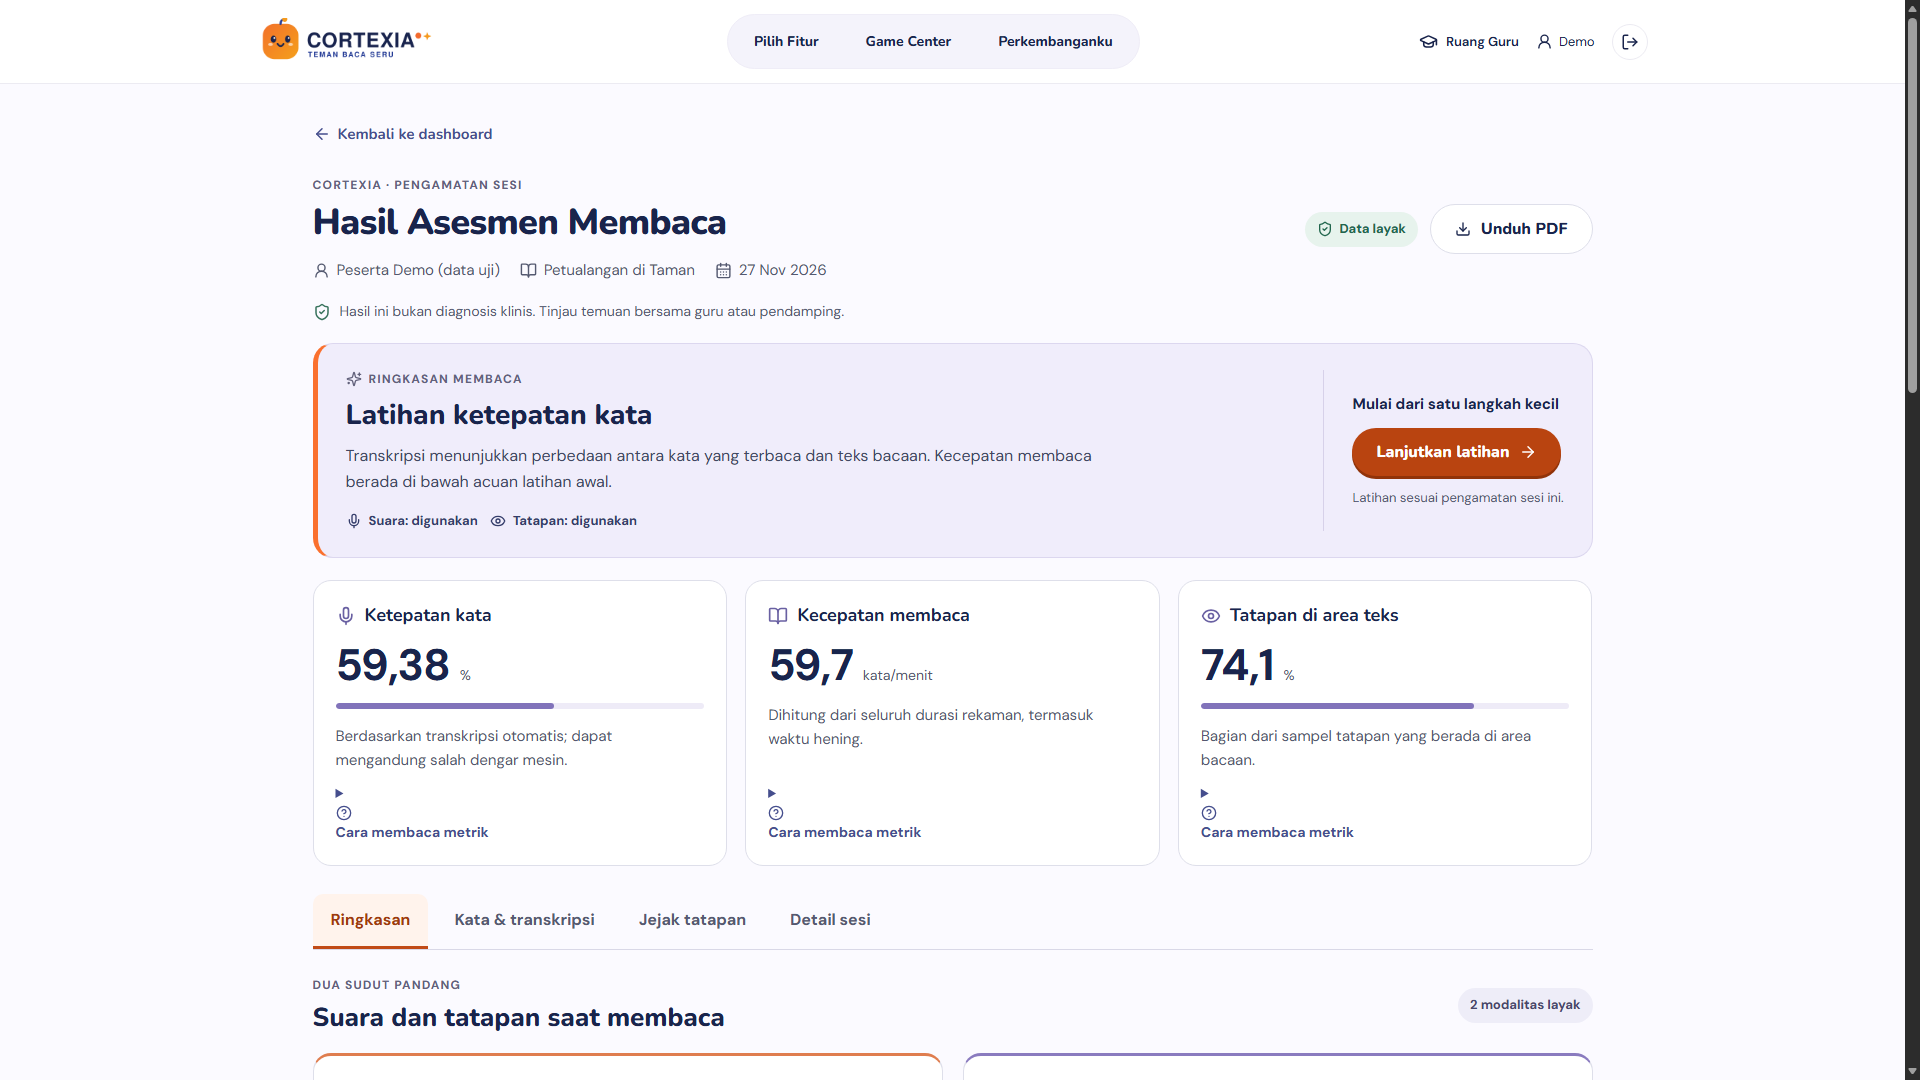 CORTEXIA
TEMAN BACA SERU
Pilih Fitur
Game Center
Perkembanganku
Ruang Guru
Demo
Kembali ke dashboard
CORTEXIA · PENGAMATAN SESI
Hasil Asesmen Membaca
Data layak
Unduh PDF
Peserta Demo (data uji)
Petualangan di Taman
27 Nov 2026
Hasil ini bukan diagnosis klinis. Tinjau temuan bersama guru atau pendamping.
RINGKASAN MEMBACA
Latihan ketepatan kata
Transkripsi menunjukkan perbedaan antara kata yang terbaca dan teks bacaan. Kecepatan membaca
berada di bawah acuan latihan awal.
Suara: digunakan
Tatapan: digunakan
Mulai dari satu langkah kecil
Lanjutkan latihan
Latihan sesuai pengamatan sesi ini.
Ketepatan kata
59,38 %
Berdasarkan transkripsi otomatis; dapat
mengandung salah dengar mesin.
Cara membaca metrik
Kecepatan membaca
59,7 kata/menit
Dihitung dari seluruh durasi rekaman, termasuk
waktu hening.
Cara membaca metrik
Tatapan di area teks
74,1 %
Bagian dari sampel tatapan yang berada di area
bacaan.
Cara membaca metrik
Ringkasan
Kata & transkripsi
Jejak tatapan
Detail sesi
DUA SUDUT PANDANG
Suara dan tatapan saat membaca
2 modalitas layak